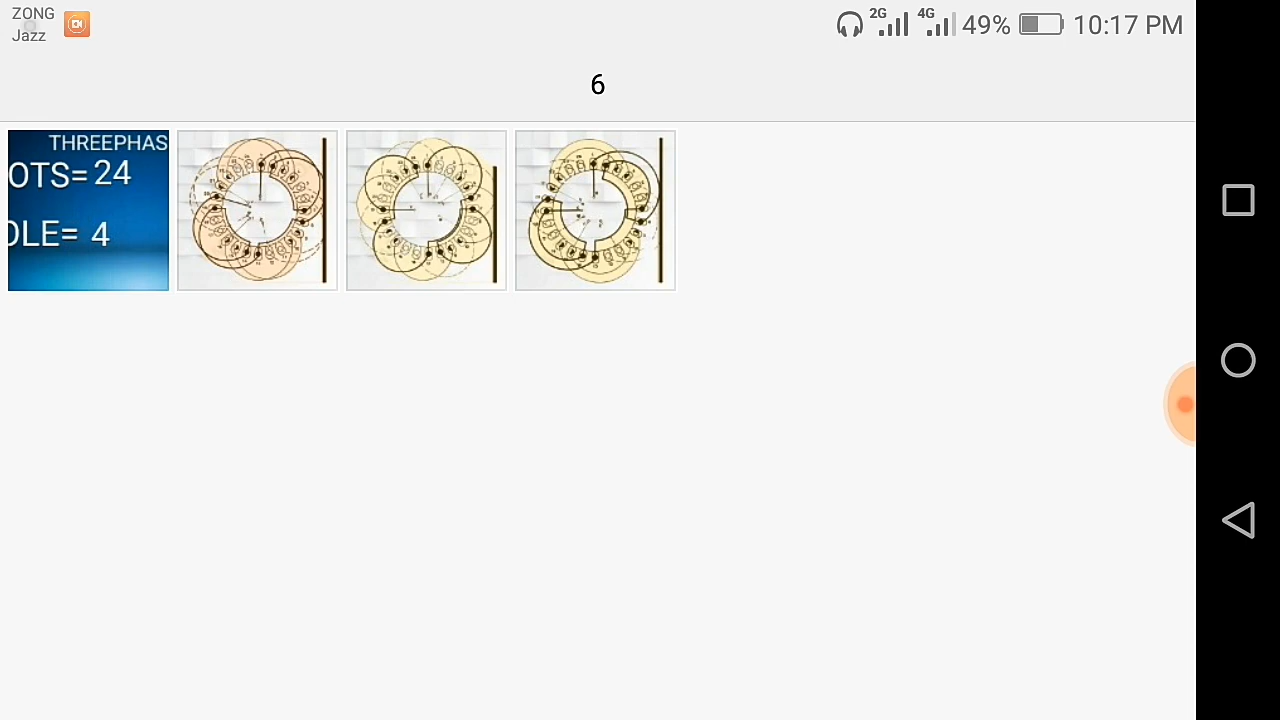 ZONG
Jazz
2G
4G
49%
10:17 PM
6
THREEPHAS
OTS= 24
OLE= 4